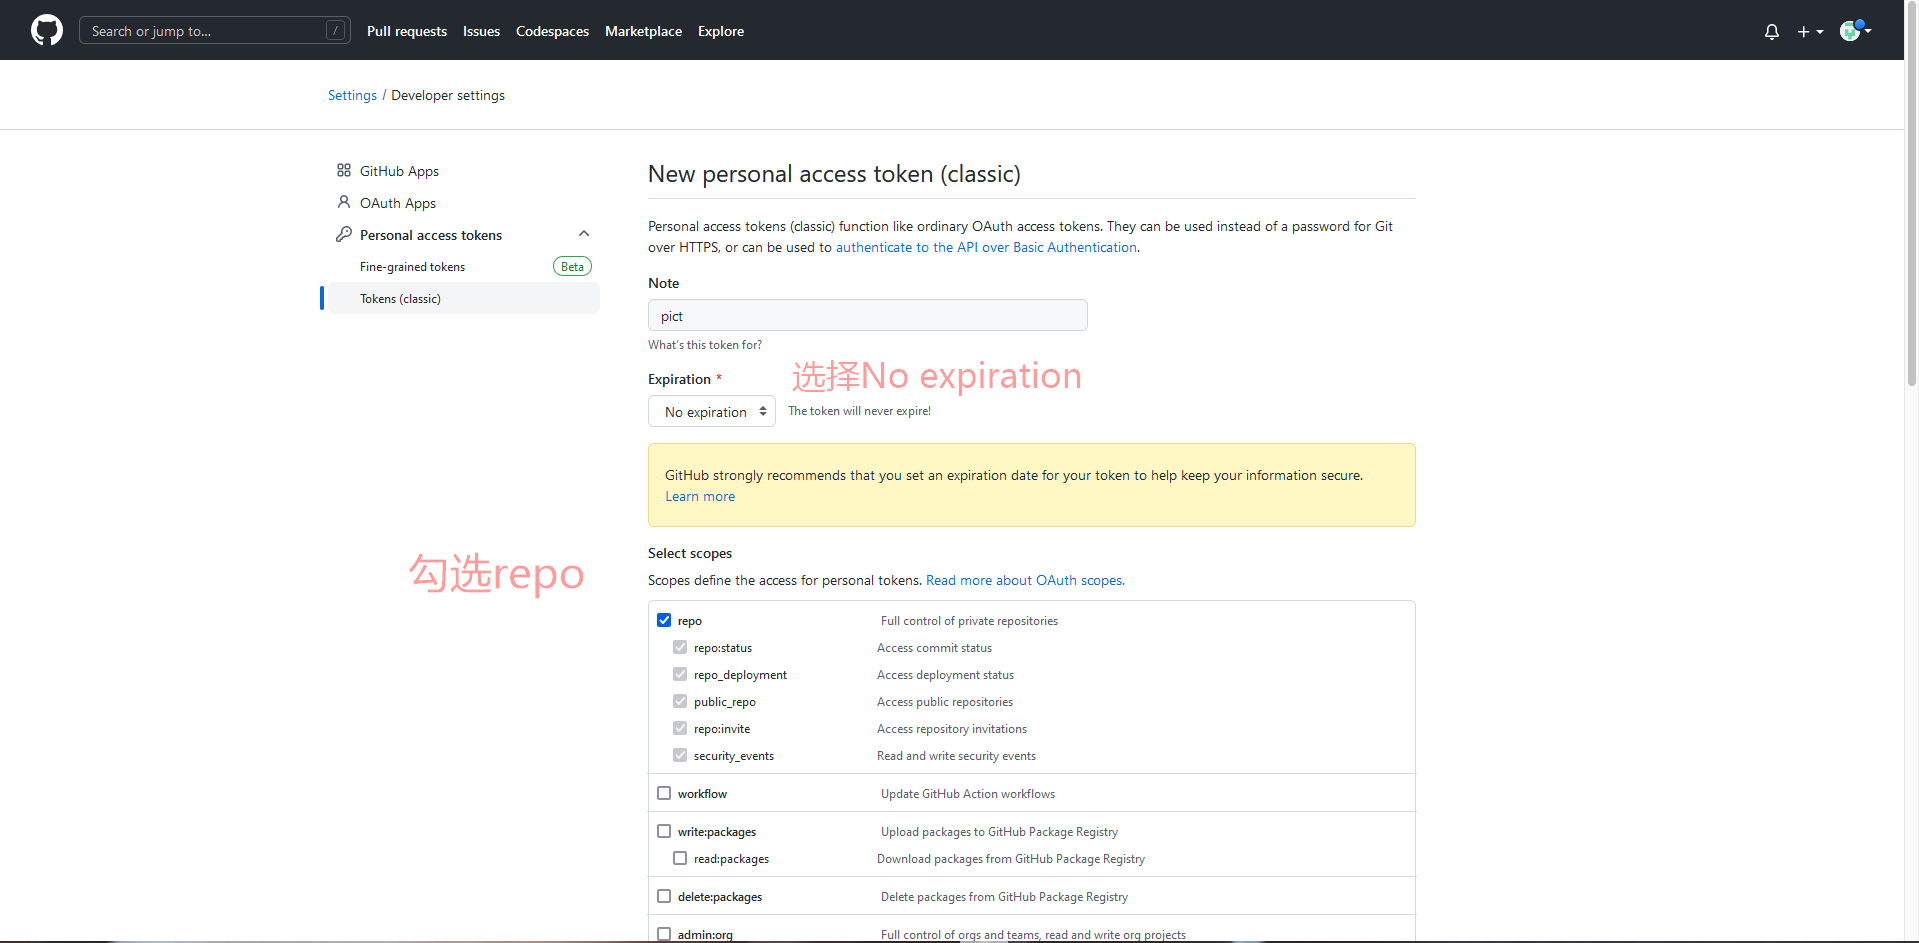 Search or jump to...
/
Pull requests
Issues
Codespaces
Marketplace
Explore
Settings / Developer settings
GitHub Apps
OAuth Apps
Personal access tokens
Fine-grained tokens
Beta
Tokens (classic)
New personal access token (classic)
Personal access tokens (classic) function like ordinary OAuth access tokens. They can be used instead of a password for Git
over HTTPS, or can be used to authenticate to the API over Basic Authentication.
Note
pict
What's this token for?
Expiration *
选择No expiration
No expiration
The token will never expire!
GitHub strongly recommends that you set an expiration date for your token to help keep your information secure.
Learn more
勾选repo
Select scopes
Scopes define the access for personal tokens. Read more about OAuth scopes.
repo Full control of private repositories
repo:status Access commit status
repo_deployment Access deployment status
public_repo Access public repositories
repo:invite Access repository invitations
security_events Read and write security events
workflow Update GitHub Action workflows
write:packages Upload packages to GitHub Package Registry
read:packages Download packages from GitHub Package Registry
delete:packages Delete packages from GitHub Package Registry
admin:org Full control of orgs and teams, read and write org projects